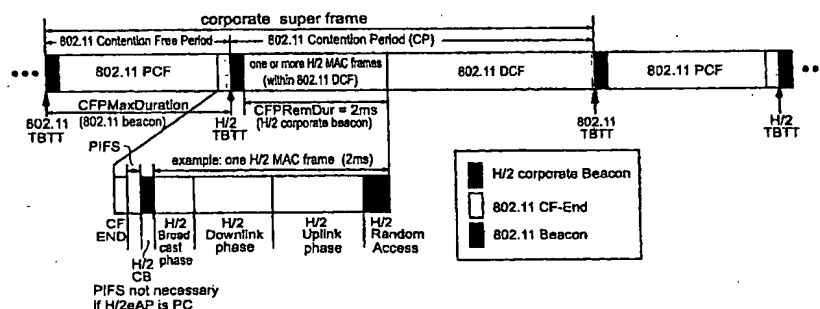 corporate super frame
802.11 Contention Free Period
802.11 Contention Period (CP)
802.11 PCF
one or more H/2 MAC frames
(within 802.11 DCF)
802.11 DCF
802.11 PCF
CFPMaxDuration
(802.11 beacon)
CFPRemDur = 2ms
(H/2 corporate beacon)
802.11
TBTT
H/2
TBTT
802.11
TBTT
H/2
TBTT
PIFS
example: one H/2 MAC frame (2ms)
CF
END
H/2
CB
H/2
Broad
cast
phase
H/2
Downlink
phase
H/2
Uplink
phase
H/2
Random
Access
PIFS not necessary
if H/2eAP is PC
H/2 corporate Beacon
802.11 CF-End
802.11 Beacon